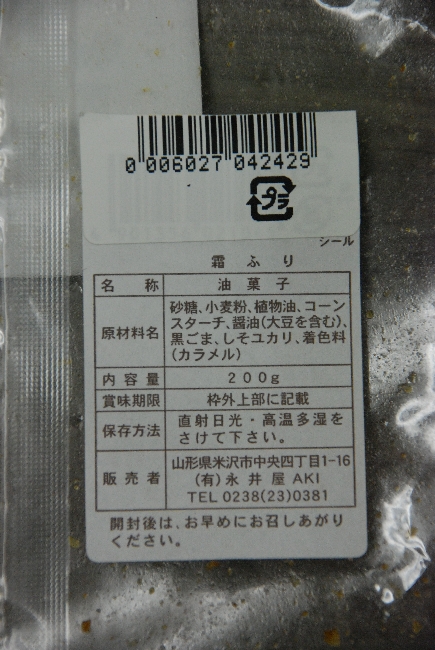 0 006027 042429
プラ
シール
霜ふり
名称 油菓子
原材料名 砂糖、小麦粉、植物油、コーン
スターチ、醤油(大豆を含む)、
黒ごま、しそユカリ、着色料
(カラメル)
内容量 200g
賞味期限 枠外上部に記載
保存方法 直射日光・高温多湿を
さけて下さい。
販売者 山形県米沢市中央四丁目1-16
(有)永井屋AKI
TEL 0238(23)0381
開封後は、お早めにお召しあがり
ください。